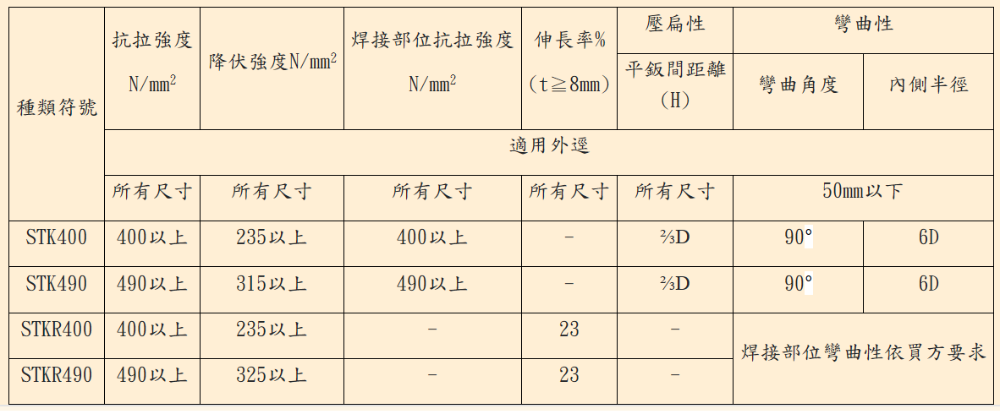 種類符號
抗拉強度
N/mm²
降伏強度N/mm²
焊接部位抗拉強度
N/mm²
伸長率%
(t≧8mm)
壓扁性
平鈑間距離
(H)
彎曲性
彎曲角度
內側半徑
適用外逕
所有尺寸 所有尺寸 所有尺寸 所有尺寸 所有尺寸 50mm以下
STK400 400以上 235以上 400以上 - ⅔D 90° 6D
STK490 490以上 315以上 490以上 - ⅔D 90° 6D
STKR400 400以上 235以上 - 23 -
STKR490 490以上 325以上 - 23 -
焊接部位彎曲性依買方要求